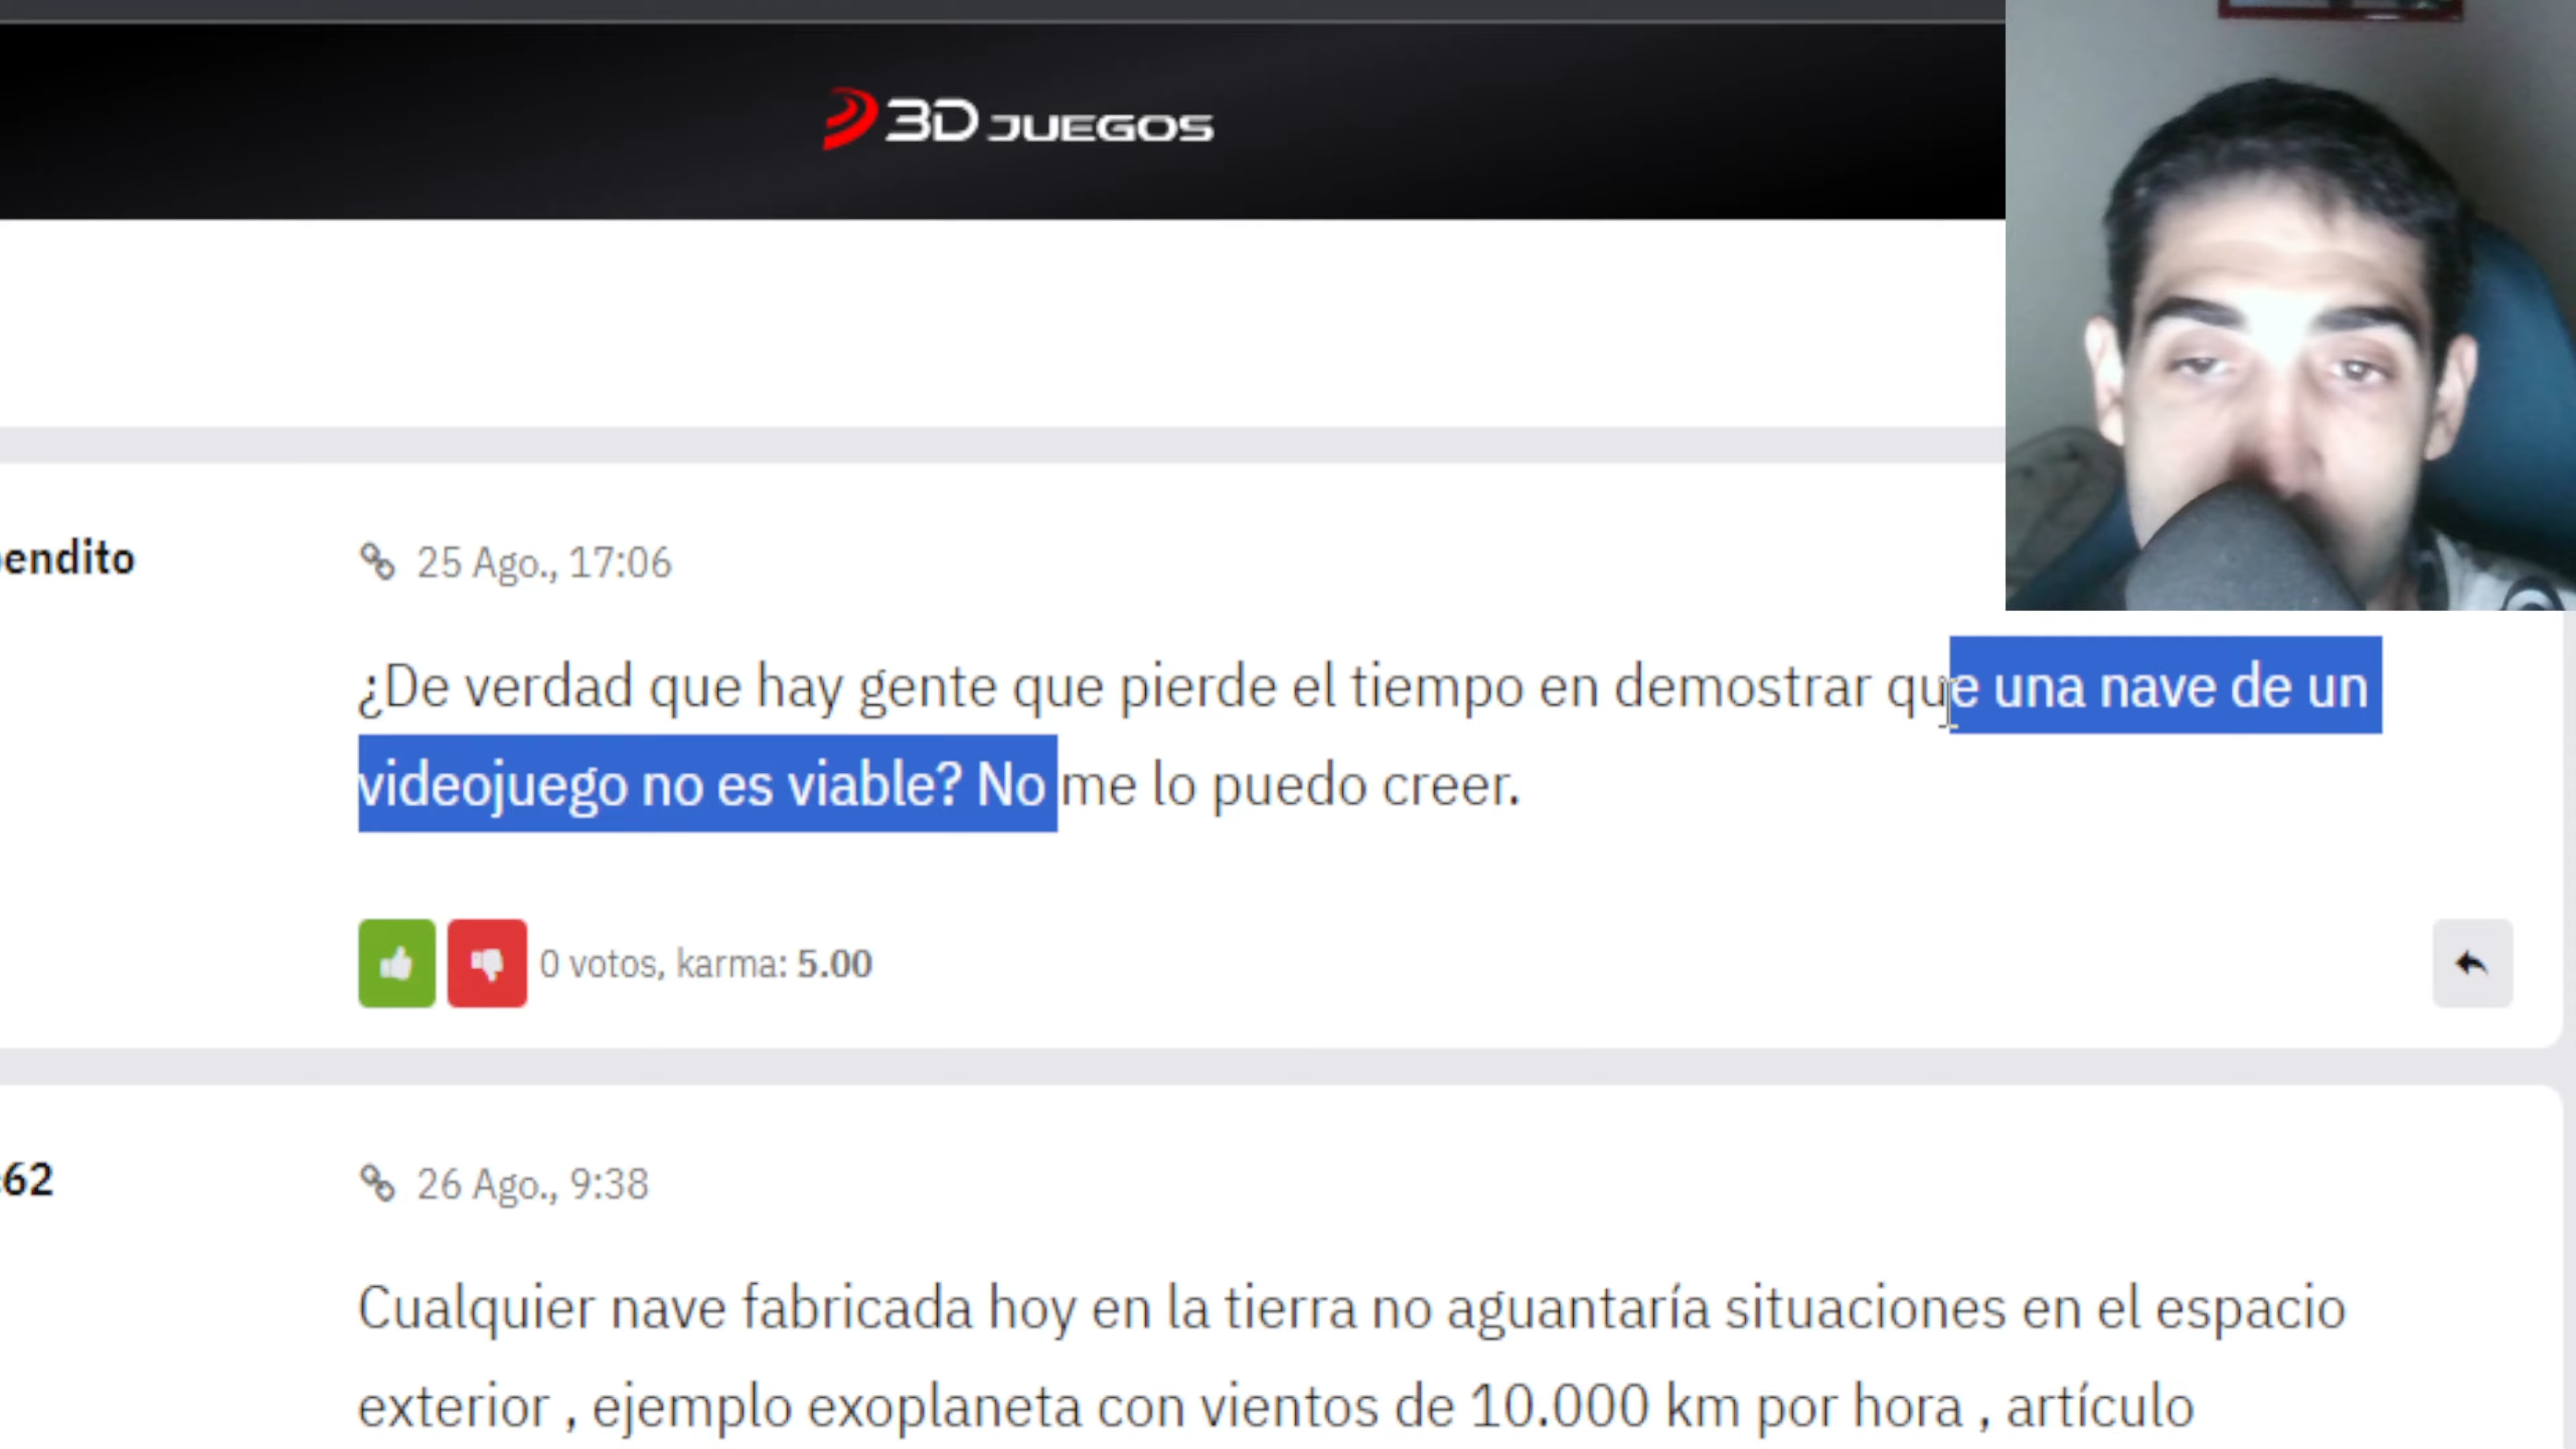 3D JUEGOS
endito
25 Ago., 17:06
¿De verdad que hay gente que pierde el tiempo en demostrar que una nave de un
videojuego no es viable? No me lo puedo creer.
0 votos, karma: 5.00
62
26 Ago., 9:38
Cualquier nave fabricada hoy en la tierra no aguantaría situaciones en el espacio
exterior , ejemplo exoplaneta con vientos de 10.000 km por hora , artículo